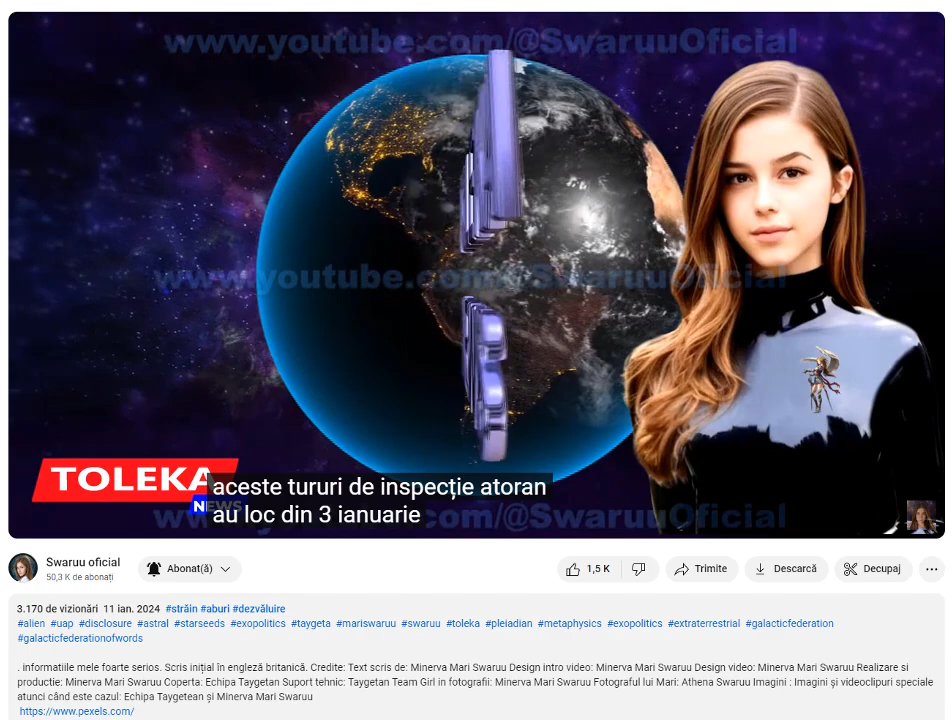 www.youtube.com/@SwaruuOficial
www.youtube.com/@SwaruuOficial
TOLEKA
NEWS
aceste tururi de inspecție atoran
au loc din 3 ianuarie
www.youtube.com/@SwaruuOficial
Swaruu oficial
50,3 K de abonați
Abonat(ă)
1,5 K
Trimite
Descarcă
Decupaj
3.170 de vizionări 11 ian. 2024 #străin #aburi #dezvăluire
#alien #uap #disclosure #astral #starseeds #exopolitics #taygeta #mariswaruu #swaruu #toleka #pleiadian #metaphysics #exopolitics #extraterrestrial #galacticfederation
#galacticfederationofwords
. informatiile mele foarte serios. Scris inițial în engleză britanică. Credite: Text scris de: Minerva Mari Swaruu Design intro video: Minerva Mari Swaruu Design video: Minerva Mari Swaruu Realizare si
productie: Minerva Mari Swaruu Coperta: Echipa Taygetan Suport tehnic: Taygetan Team Girl in fotografii: Minerva Mari Swaruu Fotograful lui Mari: Athena Swaruu Imagini : Imagini și videoclipuri speciale
atunci când este cazul: Echipa Taygetean și Minerva Mari Swaruu
https://www.pexels.com/